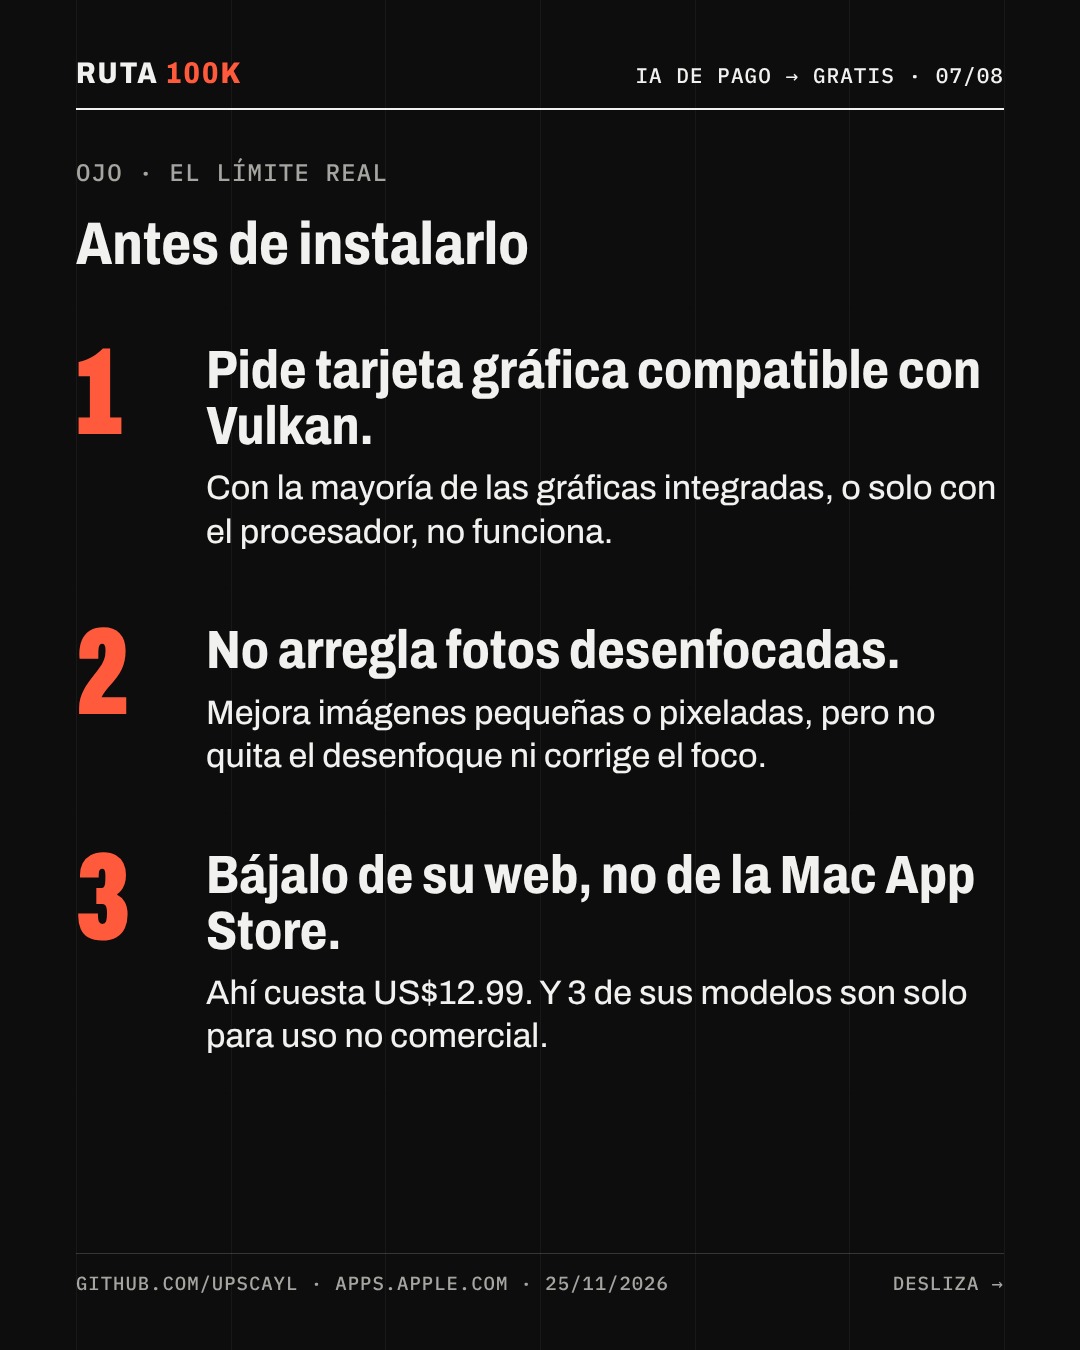 RUTA 100K
IA DE PAGO → GRATIS · 07/08
OJO · EL LÍMITE REAL
Antes de instalarlo
1
Pide tarjeta gráfica compatible con
Vulkan.
Con la mayoría de las gráficas integradas, o solo con
el procesador, no funciona.
2
No arregla fotos desenfocadas.
Mejora imágenes pequeñas o pixeladas, pero no
quita el desenfoque ni corrige el foco.
3
Bájalo de su web, no de la Mac App
Store.
Ahí cuesta US$12.99. Y 3 de sus modelos son solo
para uso no comercial.
GITHUB.COM/UPSCAYL · APPS.APPLE.COM · 25/11/2026
DESLIZA →